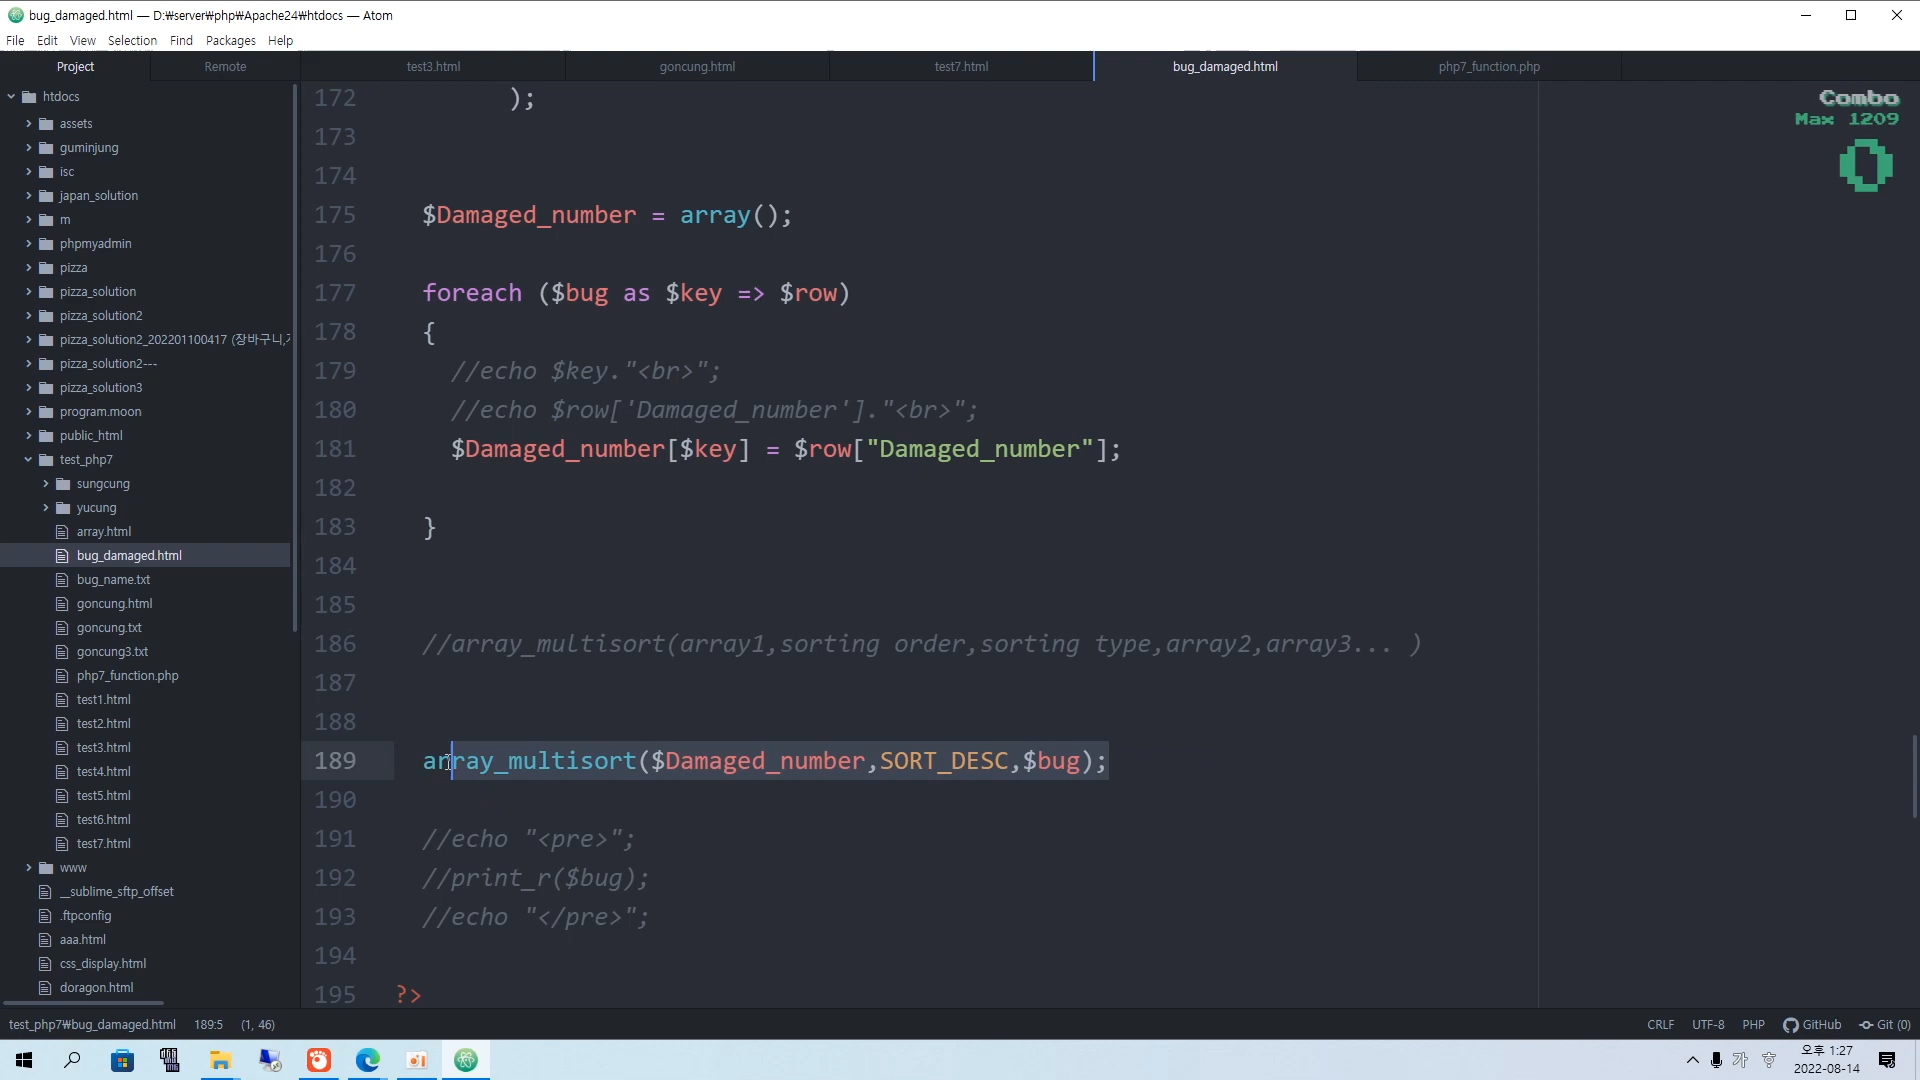 bug_damaged.html — D:₩server₩php₩Apache24₩htdocs — Atom
File Edit View Selection Find Packages Help
Project Remote test3.html goncung.html test7.html bug_damaged.html php7_function.php
htdocs
assets
guminjung
isc
japan_solution
m
phpmyadmin
pizza
pizza_solution
pizza_solution2
pizza_solution2_202201100417 (장바구니,
pizza_solution2---
pizza_solution3
program.moon
public_html
test_php7
sungcung
yucung
array.html
bug_damaged.html
bug_name.txt
goncung.html
goncung.txt
goncung3.txt
php7_function.php
test1.html
test2.html
test3.html
test4.html
test5.html
test6.html
test7.html
www
__sublime_sftp_offset
.ftpconfig
aaa.html
css_display.html
doragon.html
172 );
173
174
175 $Damaged_number = array();
176
177 foreach ($bug as $key => $row)
178 {
179 //echo $key."<br>";
180 //echo $row['Damaged_number']."<br>";
181 $Damaged_number[$key] = $row["Damaged_number"];
182
183 }
184
185
186 //array_multisort(array1,sorting order,sorting type,array2,array3... )
187
188
189 array_multisort($Damaged_number,SORT_DESC,$bug);
190
191 //echo "<pre>";
192 //print_r($bug);
193 //echo "</pre>";
194
195 ?>
Combo
Max 1209
0
test_php7₩bug_damaged.html 189:5 (1, 46) CRLF UTF-8 PHP GitHub Git (0)
가 오후 1:27
2022-08-14